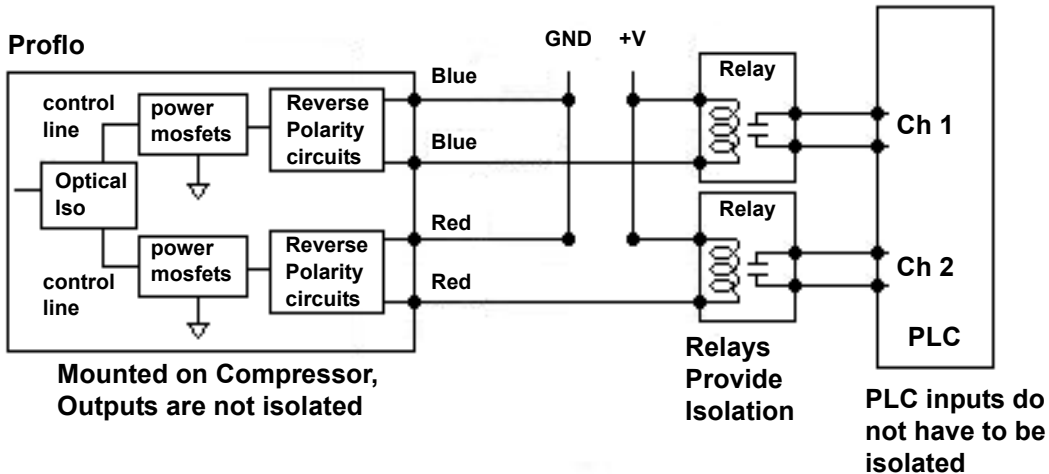 Proflo
GND +V
control
line
power
mosfets
Reverse
Polarity
circuits
Blue
Blue
Optical
Iso
control
line
power
mosfets
Reverse
Polarity
circuits
Red
Red
Relay
Relay
Ch 1
Ch 2
PLC
Mounted on Compressor,
Outputs are not isolated
Relays
Provide
Isolation
PLC inputs do
not have to be
isolated